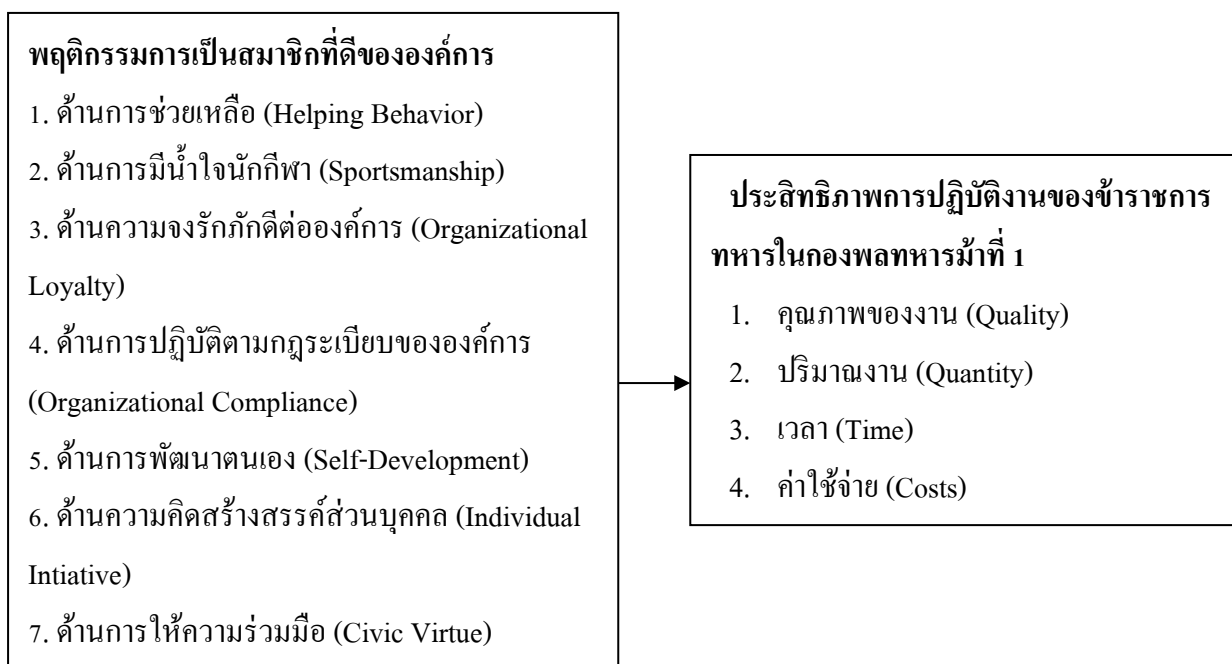 พฤติกรรมการเป็นสมาชิกที่ดีขององค์การ
1. ด้านการช่วยเหลือ (Helping Behavior)
2. ด้านการมีน้ำใจนักกีฬา (Sportsmanship)
3. ด้านความจงรักภักดีต่อองค์การ (Organizational
Loyalty)
4. ด้านการปฏิบัติตามกฎระเบียบขององค์การ
(Organizational Compliance)
5. ด้านการพัฒนาตนเอง (Self-Development)
6. ด้านความคิดสร้างสรรค์ส่วนบุคคล (Individual
Intiative)
7. ด้านการให้ความร่วมมือ (Civic Virtue)
ประสิทธิภาพการปฏิบัติงานของข้าราชการ
ทหารในกองพลทหารม้าที่ 1
1. คุณภาพของงาน (Quality)
2. ปริมาณงาน (Quantity)
3. เวลา (Time)
4. ค่าใช้จ่าย (Costs)